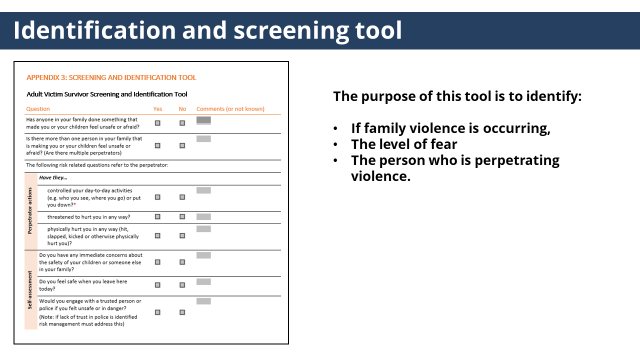 Identification and screening tool
APPENDIX 3: SCREENING AND IDENTIFICATION TOOL
Adult Victim Survivor Screening and Identification Tool
Question Yes No Comments (or not known)
Has anyone in your family done something that
made you or your children feel unsafe or afraid?
Is there more than one person in your family that
is making you or your children feel unsafe or
afraid? (Are there multiple perpetrators)
The following risk related questions refer to the perpetrator:
Perpetrator actions
Have they...
controlled your day-to-day activities
(e.g. who you see, where you go) or put
you down?*
threatened to hurt you in any way?
physically hurt you in any way (hit,
slapped, kicked or otherwise physically
hurt you)?
Self-assessment
Do you have any immediate concerns about
the safety of your children or someone else
in your family?
Do you feel safe when you leave here
today?
Would you engage with a trusted person or
police if you felt unsafe or in danger?
(Note: if lack of trust in police is identified
risk management must address this)
The purpose of this tool is to identify:
• If family violence is occurring,
• The level of fear
• The person who is perpetrating
violence.